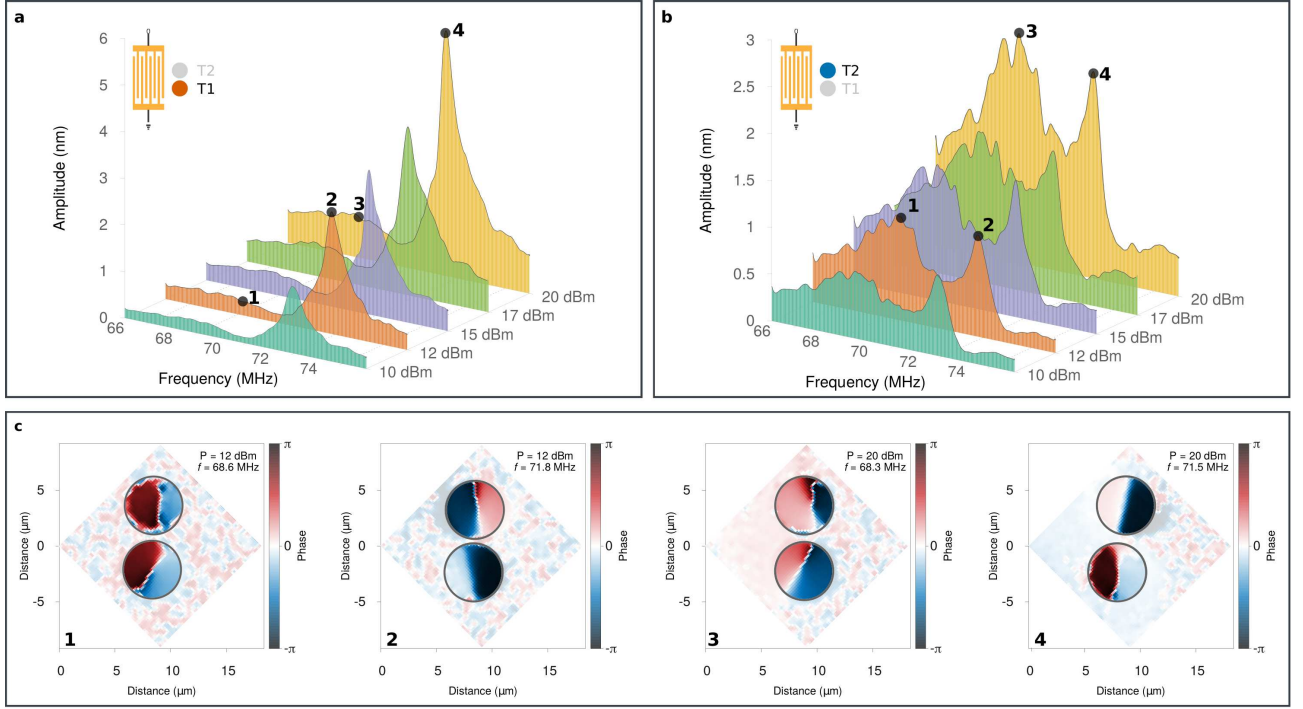 a
6
5
4
3
2
1
0
Amplitude (nm)
T2
T1
4
2
3
1
66
68
70
72
74
Frequency (MHz)
10 dBm
12 dBm
15 dBm
17 dBm
20 dBm
b
3
2.5
2
1.5
1
0.5
0
Amplitude (nm)
T2
T1
3
4
1
2
66
68
70
72
74
Frequency (MHz)
10 dBm
12 dBm
15 dBm
17 dBm
20 dBm
c
P = 12 dBm
f = 68.6 MHz
5
0
-5
Distance (µm)
1
0 5 10 15
Distance (µm)
π
0
-π
Phase
P = 12 dBm
f = 71.8 MHz
5
0
-5
Distance (µm)
2
0 5 10 15
Distance (µm)
π
0
-π
Phase
P = 20 dBm
f = 68.3 MHz
5
0
-5
Distance (µm)
3
0 5 10 15
Distance (µm)
π
0
-π
Phase
P = 20 dBm
f = 71.5 MHz
5
0
-5
Distance (µm)
4
0 5 10 15
Distance (µm)
π
0
-π
Phase